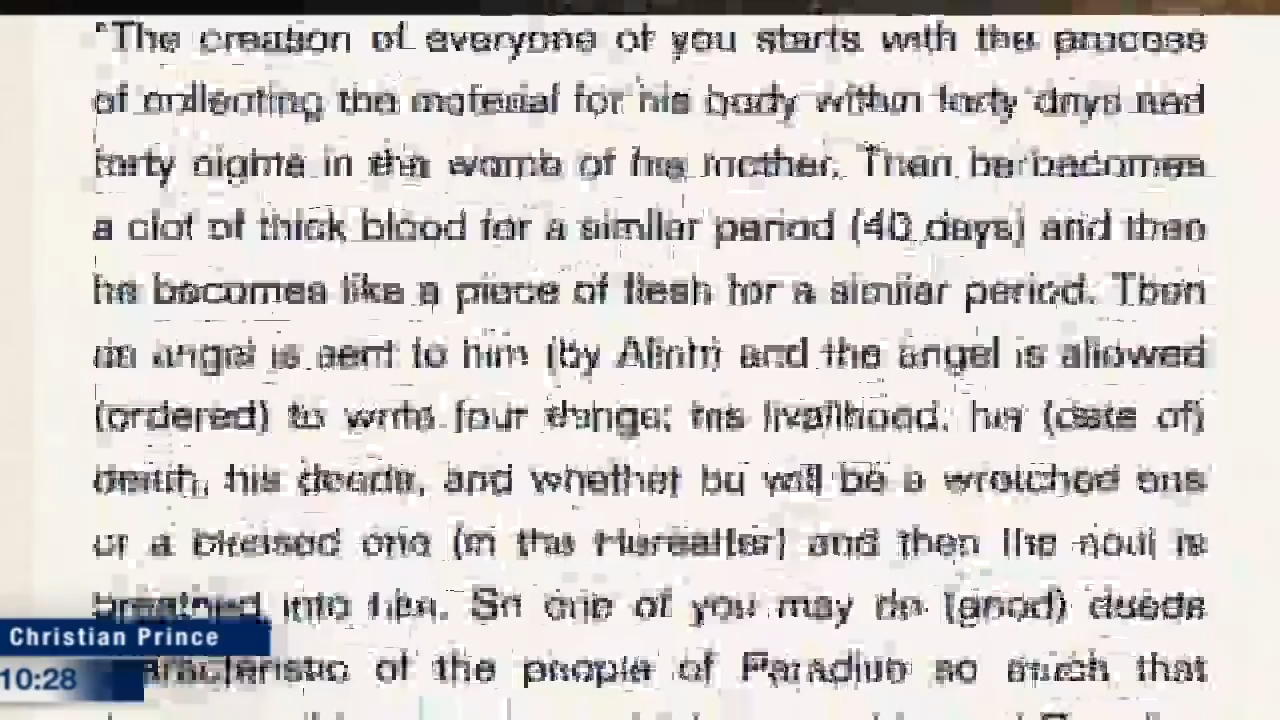 "The creation of everyone of you starts with the process
of collecting the material for his body within forty days and
forty nights in the womb of his mother. Then he becomes
a clot of thick blood for a similar period (40 days) and then
he becomes like a piece of flesh for a similar period. Then
an angel is sent to him (by Allah) and the angel is allowed
(ordered) to write four things; his livelihood, his (date of)
death, his deeds, and whether he will be a wretched one
or a blessed one (in the Hereafter) and then the soul is
breathed into him. So one of you may do (good) deeds
characteristic of the people of Paradise so much that
Christian Prince
10:28